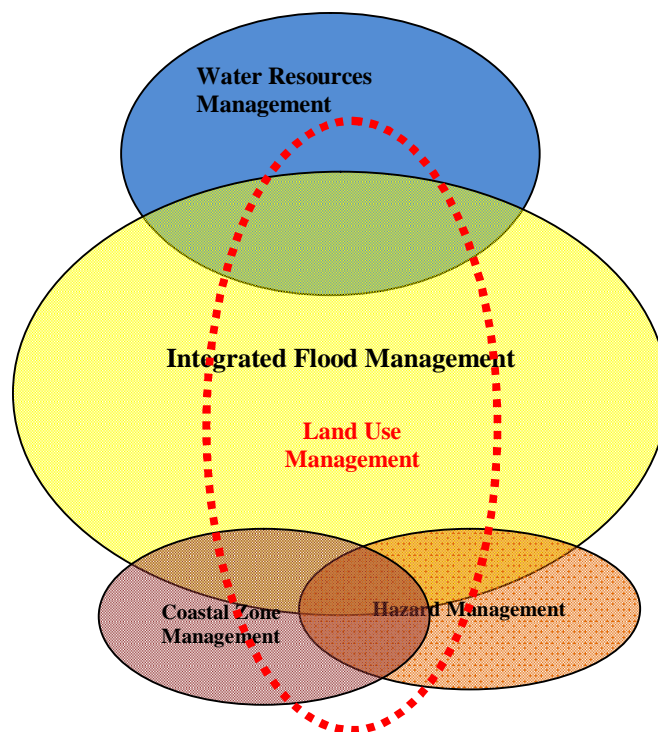 Water Resources
Management
Integrated Flood Management
Land Use
Management
Coastal Zone
Management
Hazard Management